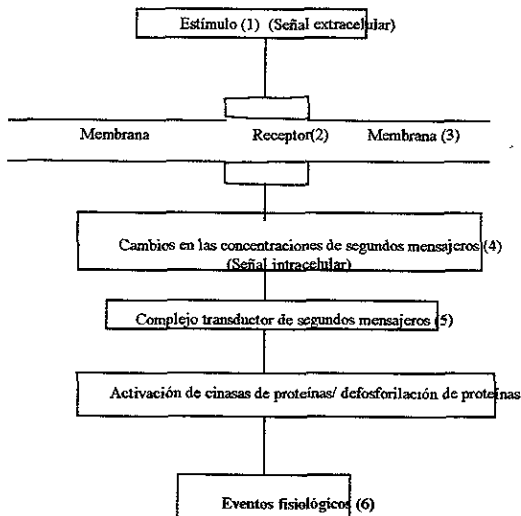 Estímulo (1) (Señal extracelular)
Membrana Receptor(2) Membrana (3)
Cambios en las concentraciones de segundos mensajeros (4)
(Señal intracelular)
Complejo transductor de segundos mensajeros (5)
Activación de cinasas de proteínas/ defosforilación de proteínas
Eventos fisiológicos (6)